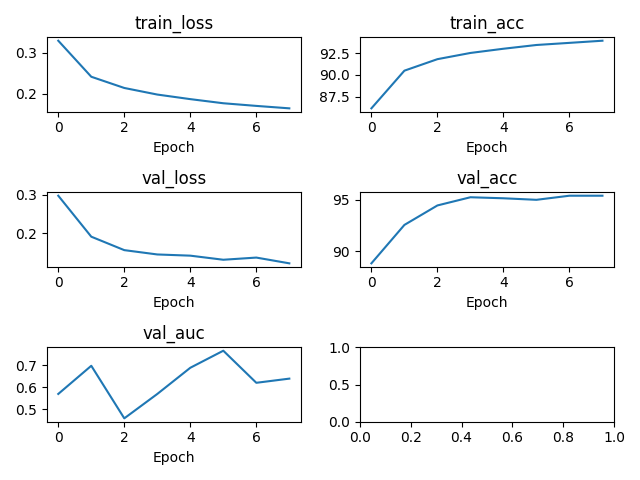 train_loss
0.3
0.2
0 2 4 6
Epoch
train_acc
92.5
90.0
87.5
0 2 4 6
Epoch
val_loss
0.3
0.2
0 2 4 6
Epoch
val_acc
95
90
0 2 4 6
Epoch
val_auc
0.7
0.6
0.5
0 2 4 6
Epoch
1.0
0.5
0.0
0.0 0.2 0.4 0.6 0.8 1.0